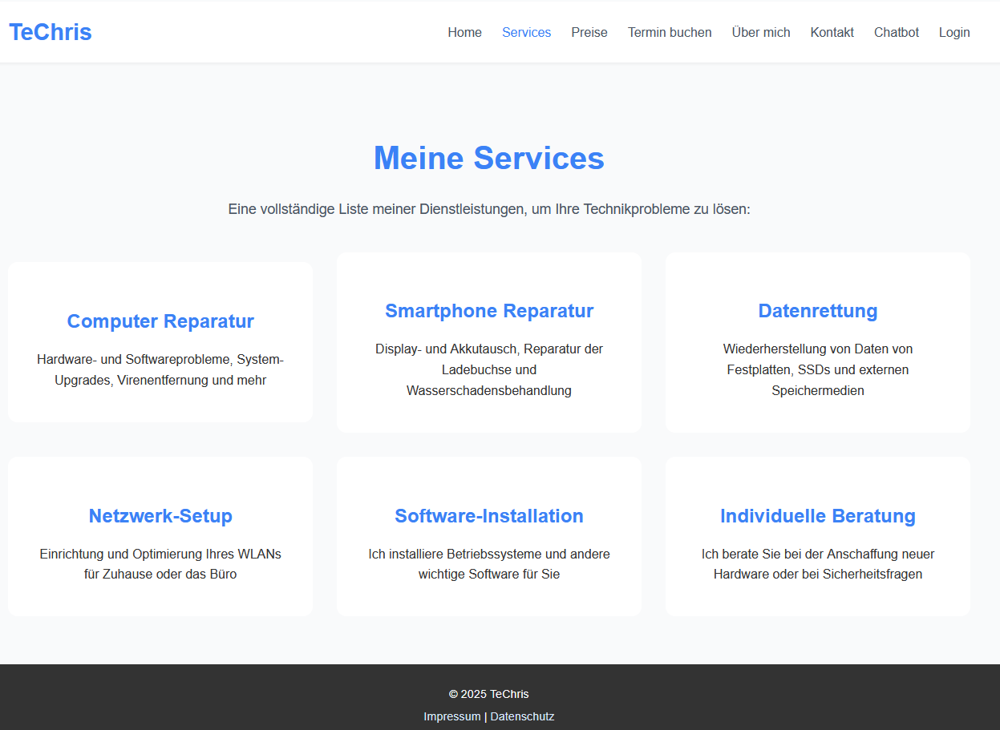 TeChris
Home Services Preise Termin buchen Über mich Kontakt Chatbot Login
Meine Services
Eine vollständige Liste meiner Dienstleistungen, um Ihre Technikprobleme zu lösen:
Computer Reparatur
Hardware- und Softwareprobleme, System-
Upgrades, Virenentfernung und mehr
Smartphone Reparatur
Display- und Akkutausch, Reparatur der
Ladebuchse und
Wasserschadensbehandlung
Datenrettung
Wiederherstellung von Daten von
Festplatten, SSDs und externen
Speichermedien
Netzwerk-Setup
Einrichtung und Optimierung Ihres WLANs
für Zuhause oder das Büro
Software-Installation
Ich installiere Betriebssysteme und andere
wichtige Software für Sie
Individuelle Beratung
Ich berate Sie bei der Anschaffung neuer
Hardware oder bei Sicherheitsfragen
© 2025 TeChris
Impressum | Datenschutz